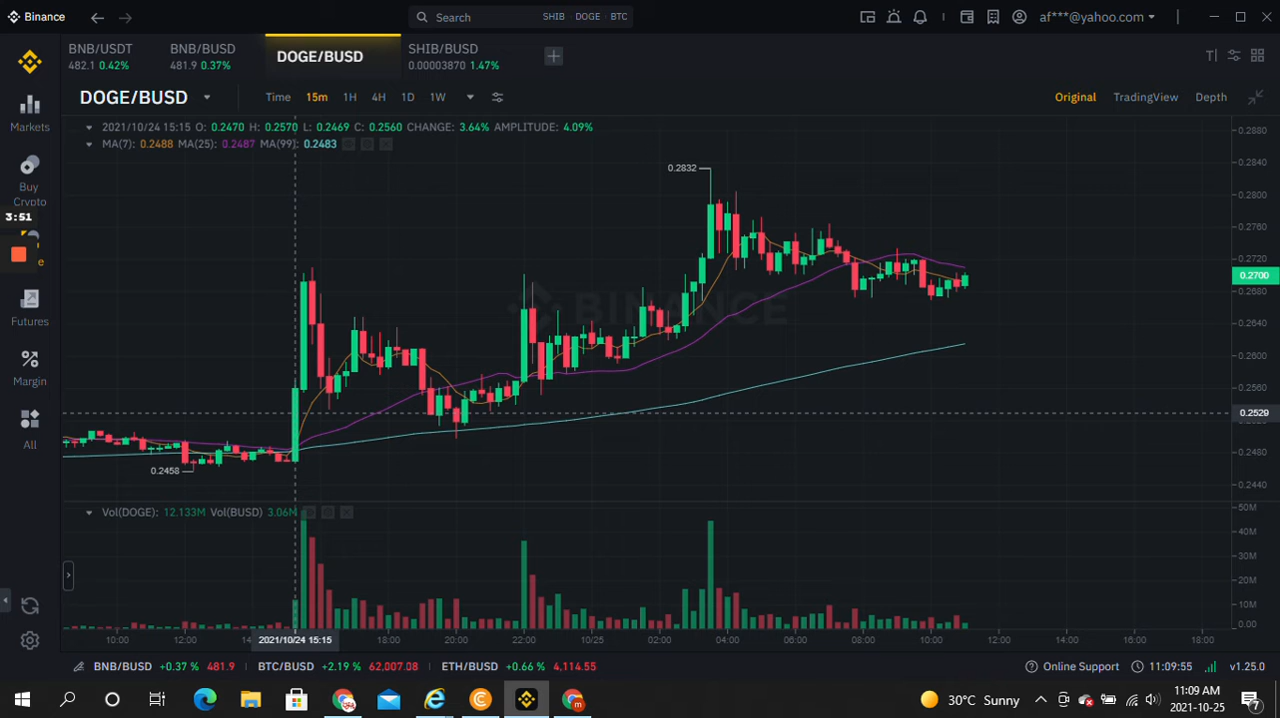 Binance
Search SHIB DOGE BTC
af***@yahoo.com
BNB/USDT
482.1 0.42%
BNB/BUSD
481.9 0.37%
DOGE/BUSD
SHIB/BUSD
0.00003870 1.47%
DOGE/BUSD
Time 15m 1H 4H 1D 1W
Original TradingView Depth
2021/10/24 15:15 O: 0.2470 H: 0.2570 L: 0.2469 C: 0.2560 CHANGE: 3.64% AMPLITUDE: 4.09%
MA(7): 0.2488 MA(25): 0.2487 MA(99): 0.2483
Markets
Buy
Crypto
3:51
e
Futures
Margin
All
0.2832
0.2458
BINANCE
0.2880
0.2840
0.2800
0.2760
0.2720
0.2700
0.2680
0.2640
0.2600
0.2560
0.2529
0.2480
0.2440
Vol(DOGE): 12.133M Vol(BUSD) 3.06M
50M
40M
30M
20M
10M
0.00
10:00 12:00 14 2021/10/24 15:15 18:00 20:00 22:00 10/25 02:00 04:00 06:00 08:00 10:00 12:00 14:00 16:00 18:00
BNB/BUSD +0.37 % 481.9 BTC/BUSD +2.19 % 62,007.08 ETH/BUSD +0.66 % 4,114.55
Online Support 11:09:55 v1.25.0
30°C Sunny
11:09 AM
2021-10-25
7